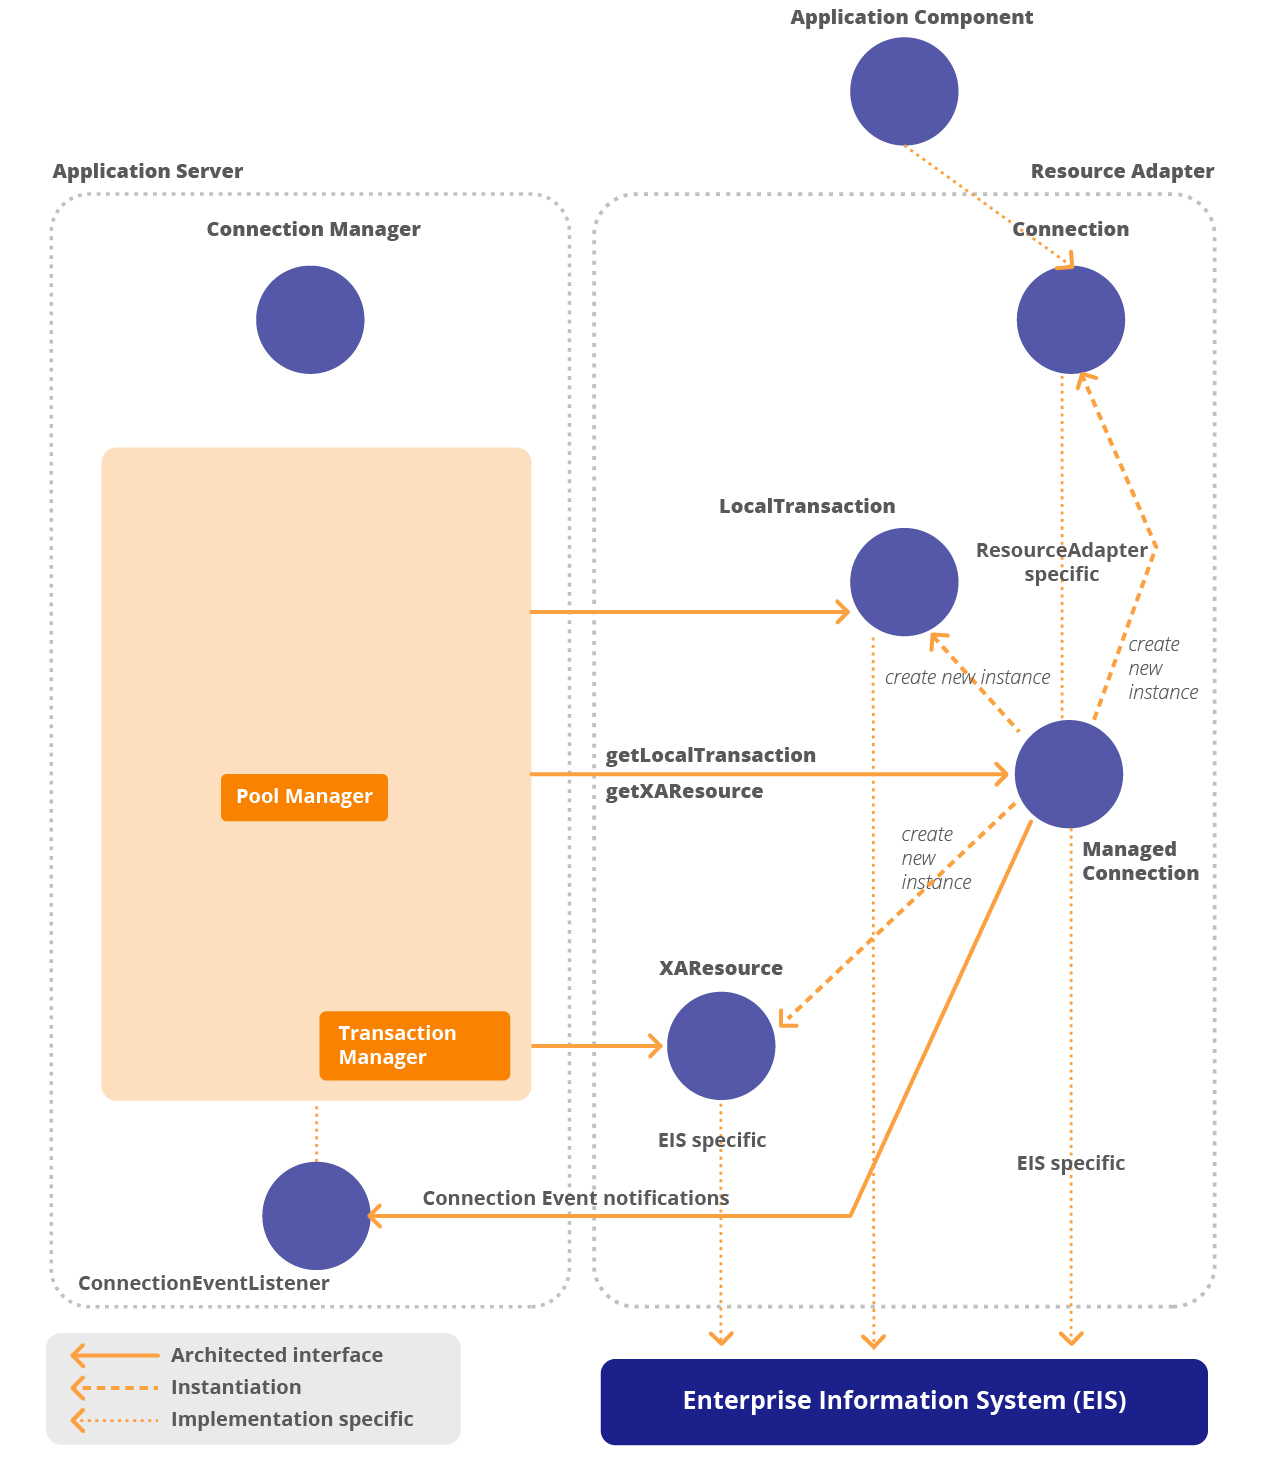 Application Component
Application Server
Resource Adapter
Connection Manager
Connection
LocalTransaction
ResourceAdapter
specific
create
new
instance
create new instance
getLocalTransaction
getXAResource
Pool Manager
create
new
instance
Managed
Connection
XAResource
Transaction
Manager
EIS specific
EIS specific
Connection Event notifications
ConnectionEventListener
Architected interface
Instantiation
Implementation specific
Enterprise Information System (EIS)